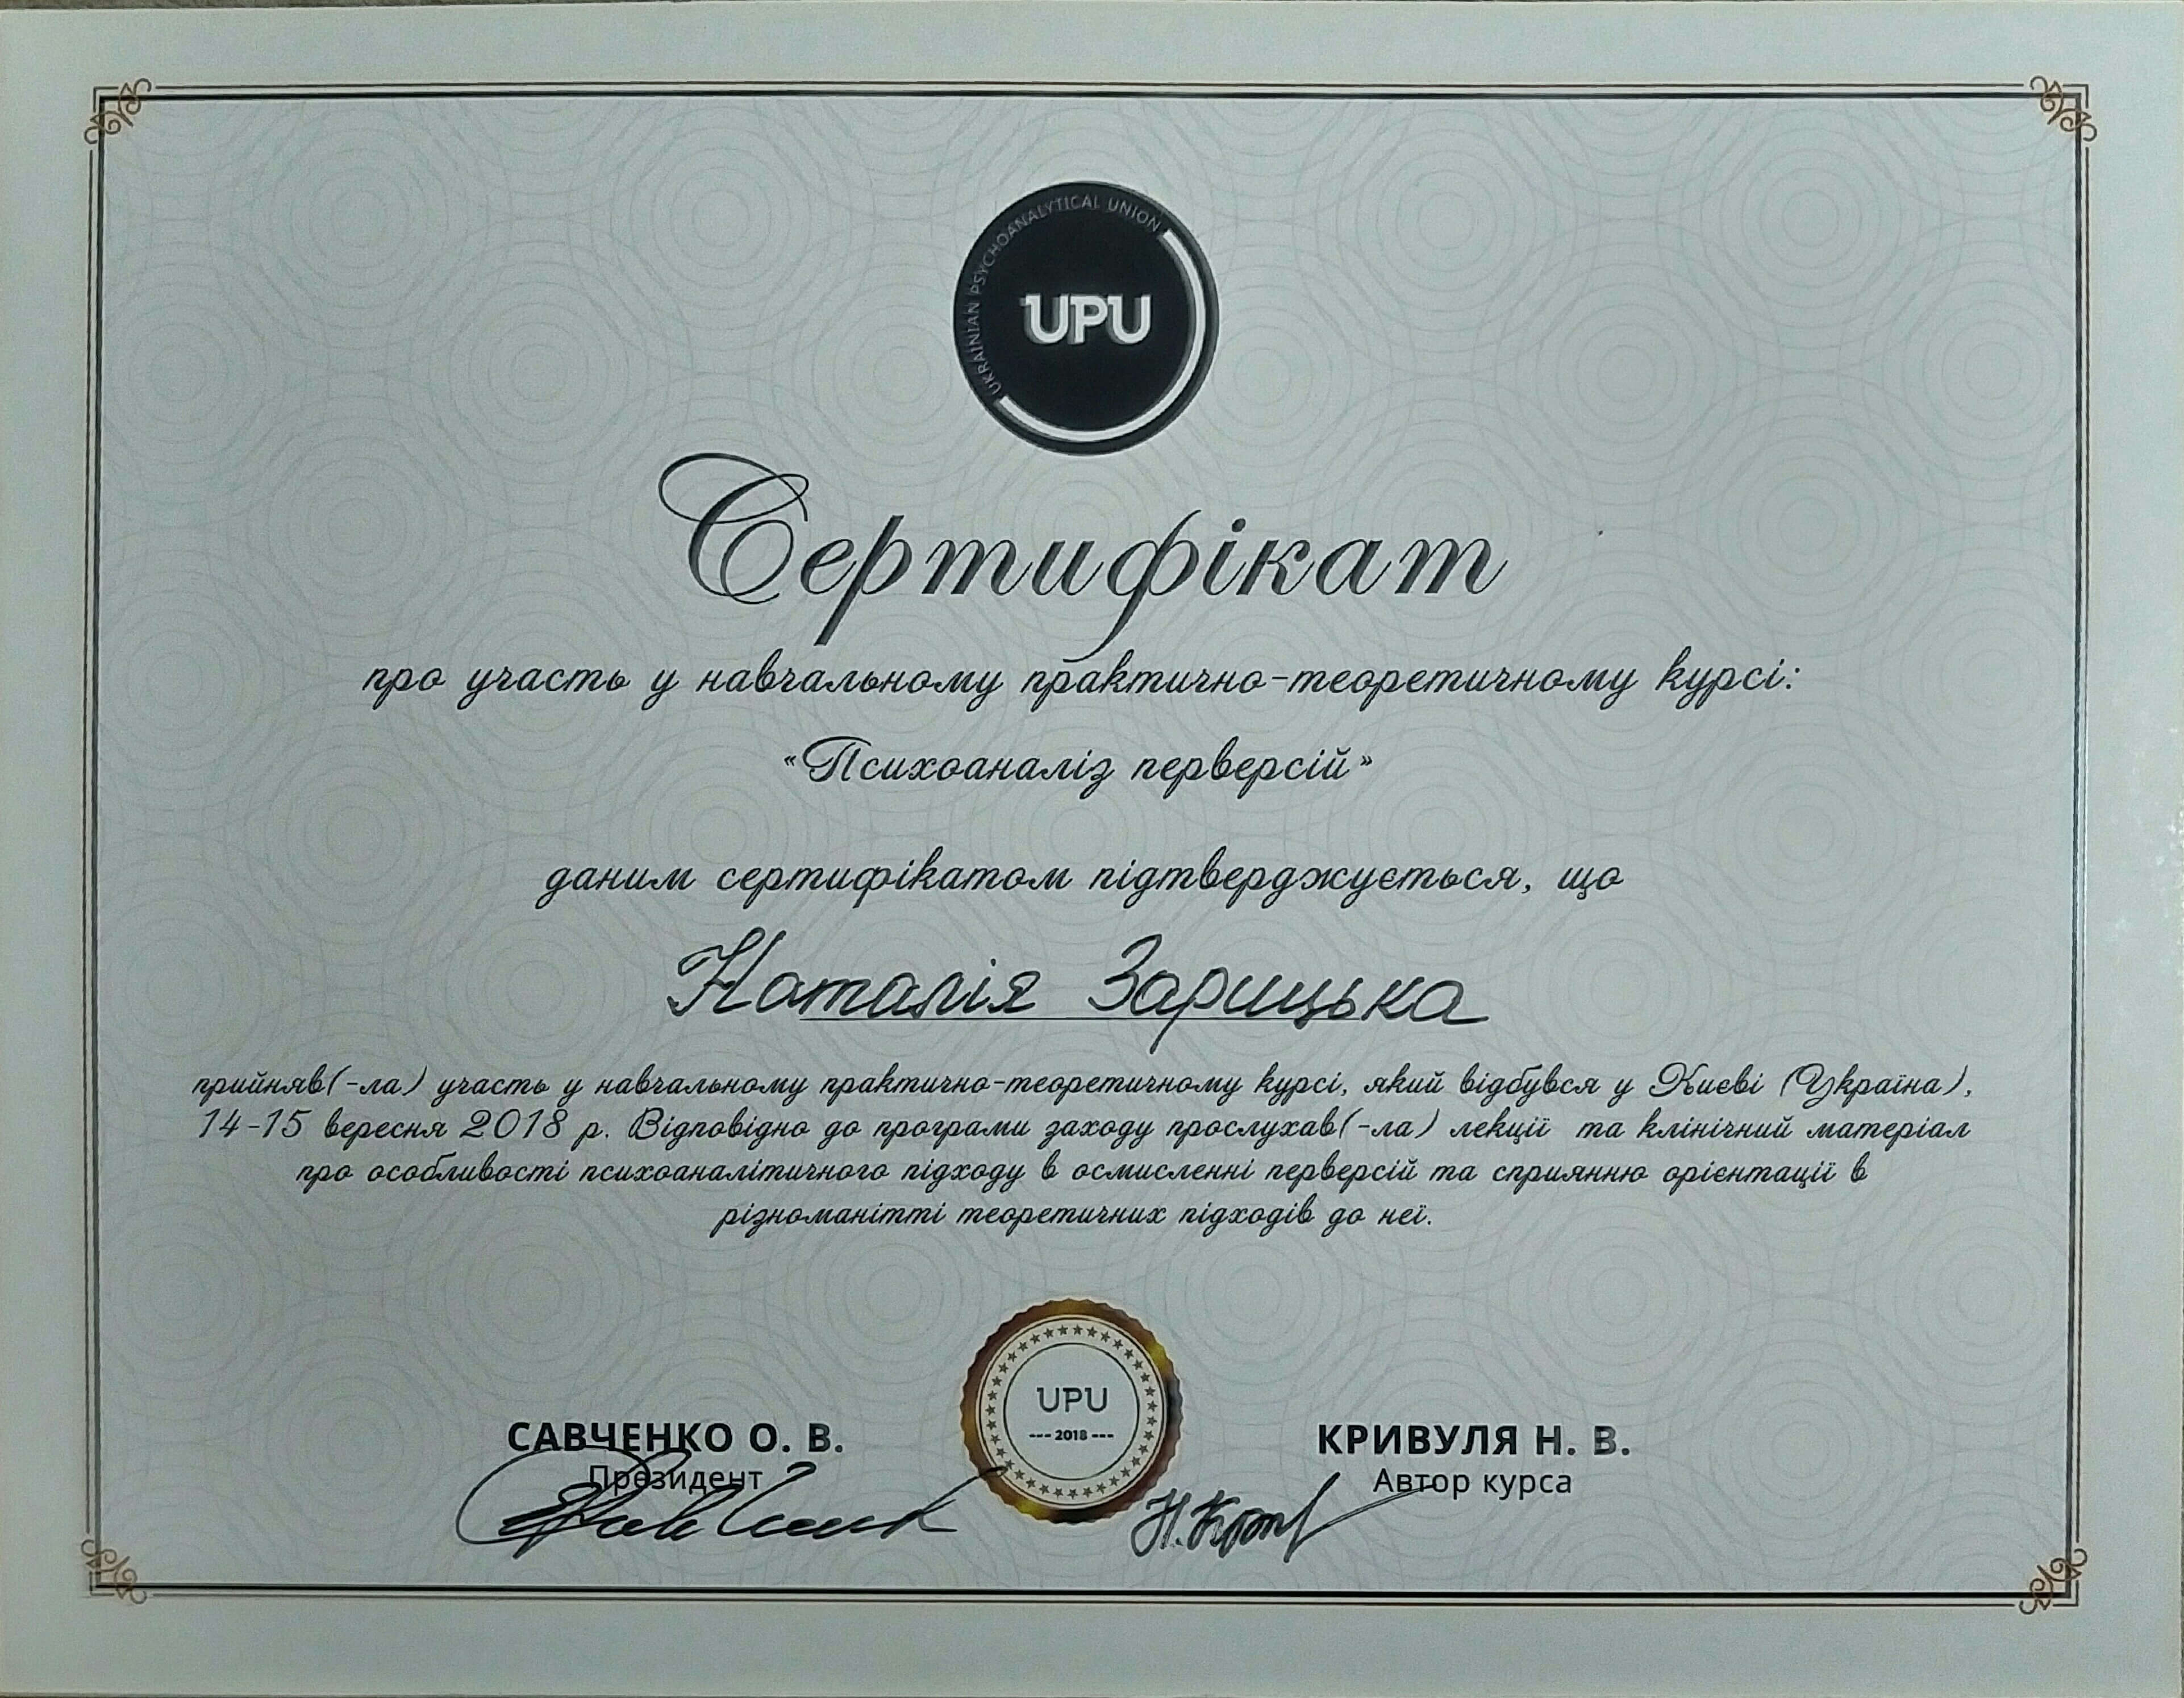 UKRAINIAN PSYCHOANALYTICAL UNION
UPU
Сертифікат
про участь у навчальному практично-теоретичному курсі:
«Психоаналіз перверсій»
даним сертифікатом підтверджується, що
Наталія Зарицька
прийняв(-ла) участь у навчальному практично-теоретичному курсі, який відбувся у Києві (Україна),
14-15 вересня 2018 р. Відповідно до програми заходу прослухав(-ла) лекції та клінічний матеріал
про особливості психоаналітичного підходу в осмисленні перверсій та сприянню орієнтації в
різноманітті теоретичних підходів до неї.
UPU
--- 2018 ---
САВЧЕНКО О. В.
Президент
КРИВУЛЯ Н. В.
Автор курса